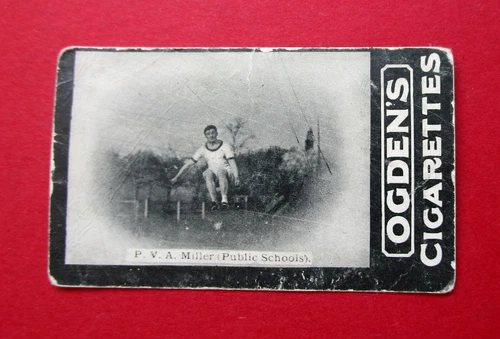 P. V. A. Miller (Public Schools).
OGDEN'S
CIGARETTES